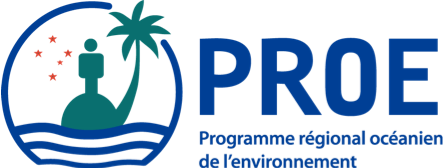 PROE
Programme régional océanien
de l'environnement